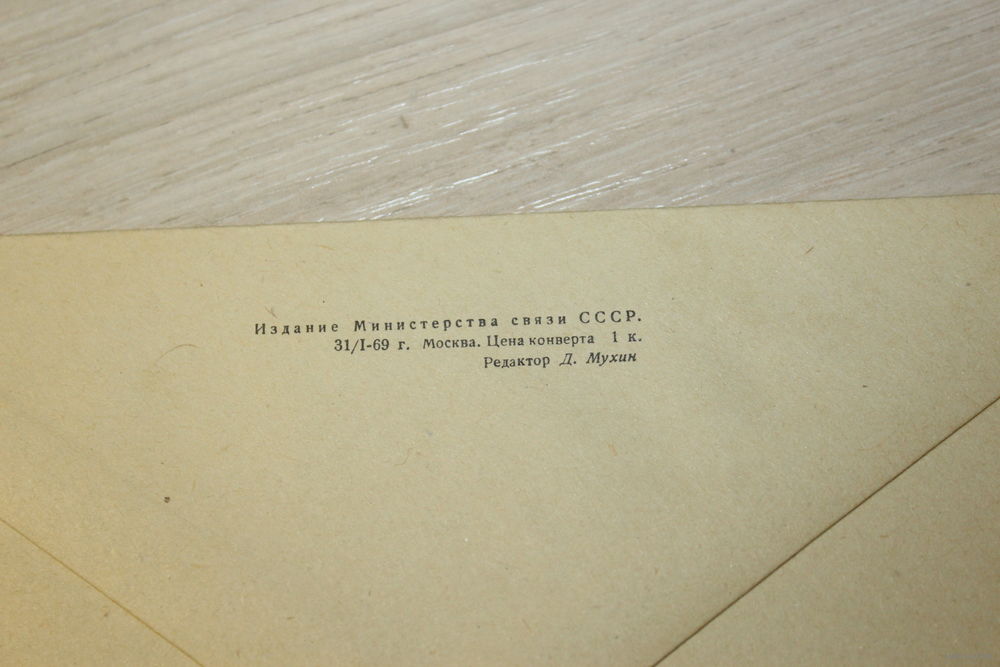 Издание Министерства связи СССР.
31/I-69 г. Москва. Цена конверта 1 к.
Редактор Д. Мухин